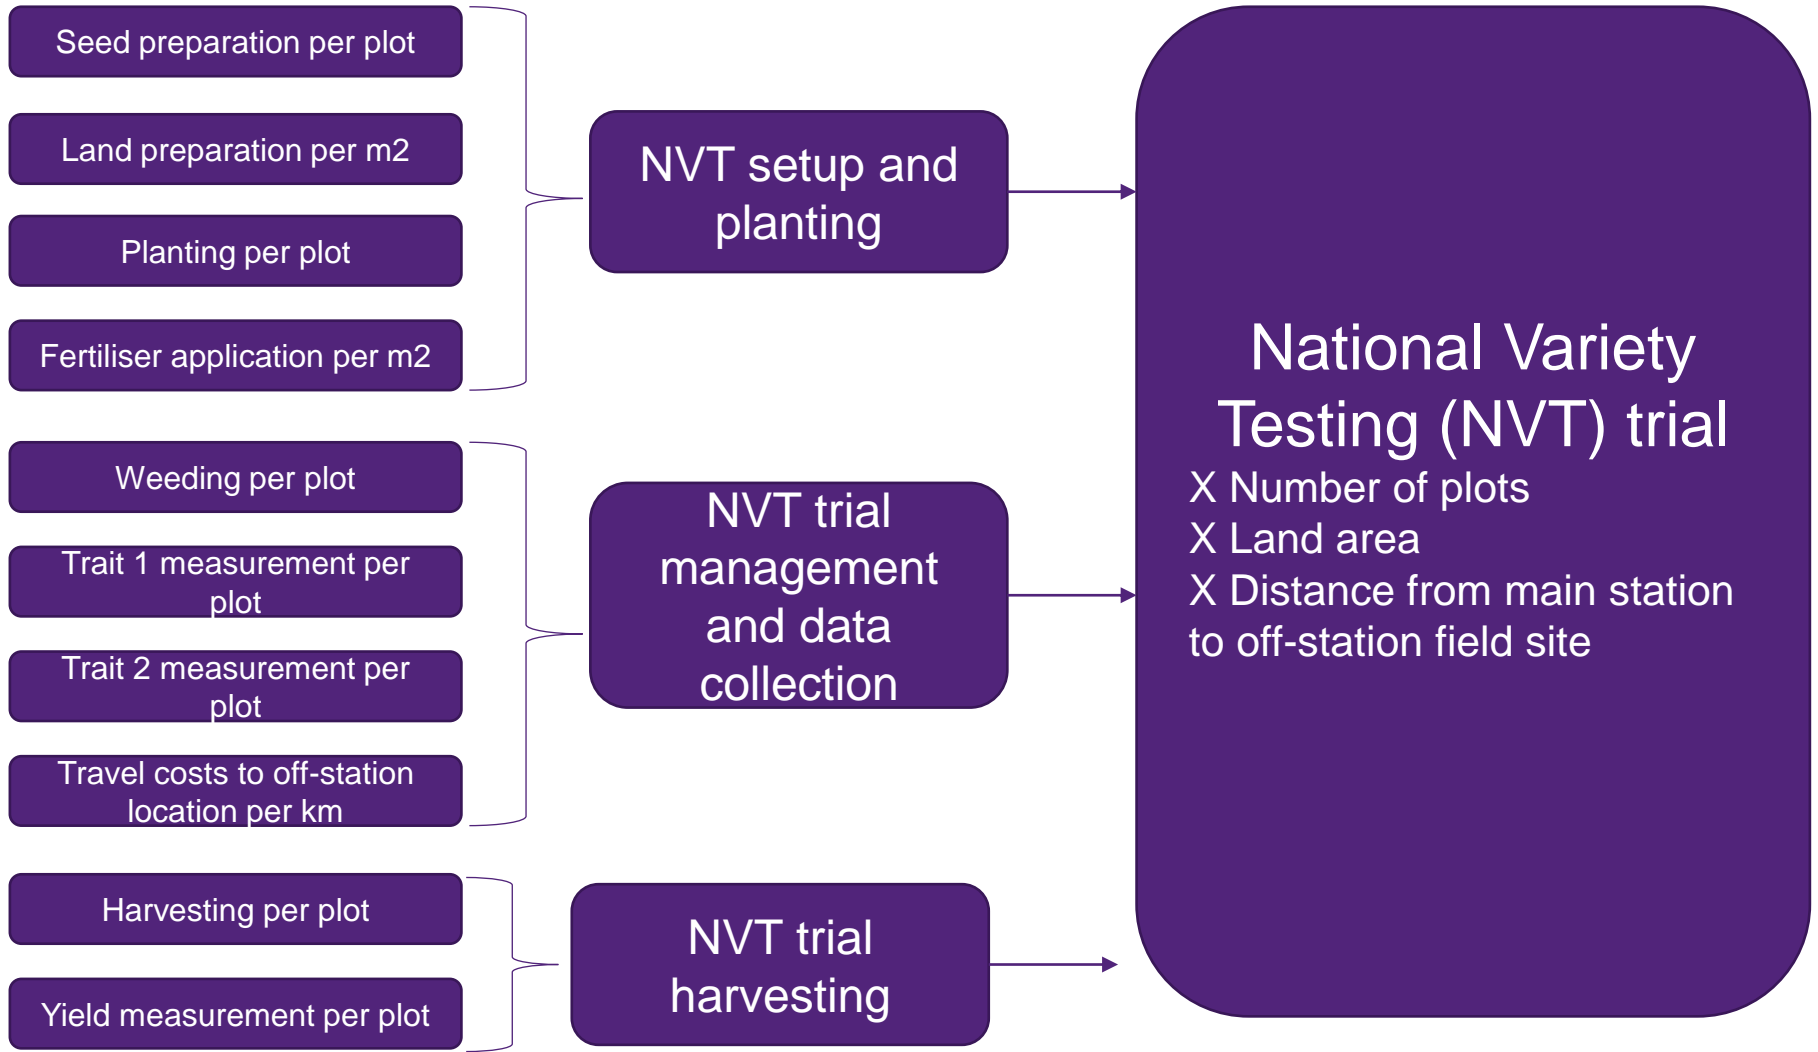 Seed preparation per plot
Land preparation per m2
Planting per plot
Fertiliser application per m2
Weeding per plot
Trait 1 measurement per
plot
Trait 2 measurement per
plot
Travel costs to off-station
location per km
Harvesting per plot
Yield measurement per plot
NVT setup and
planting
NVT trial
management
and data
collection
NVT trial
harvesting
National Variety
Testing (NVT) trial
X Number of plots
X Land area
X Distance from main station
to off-station field site